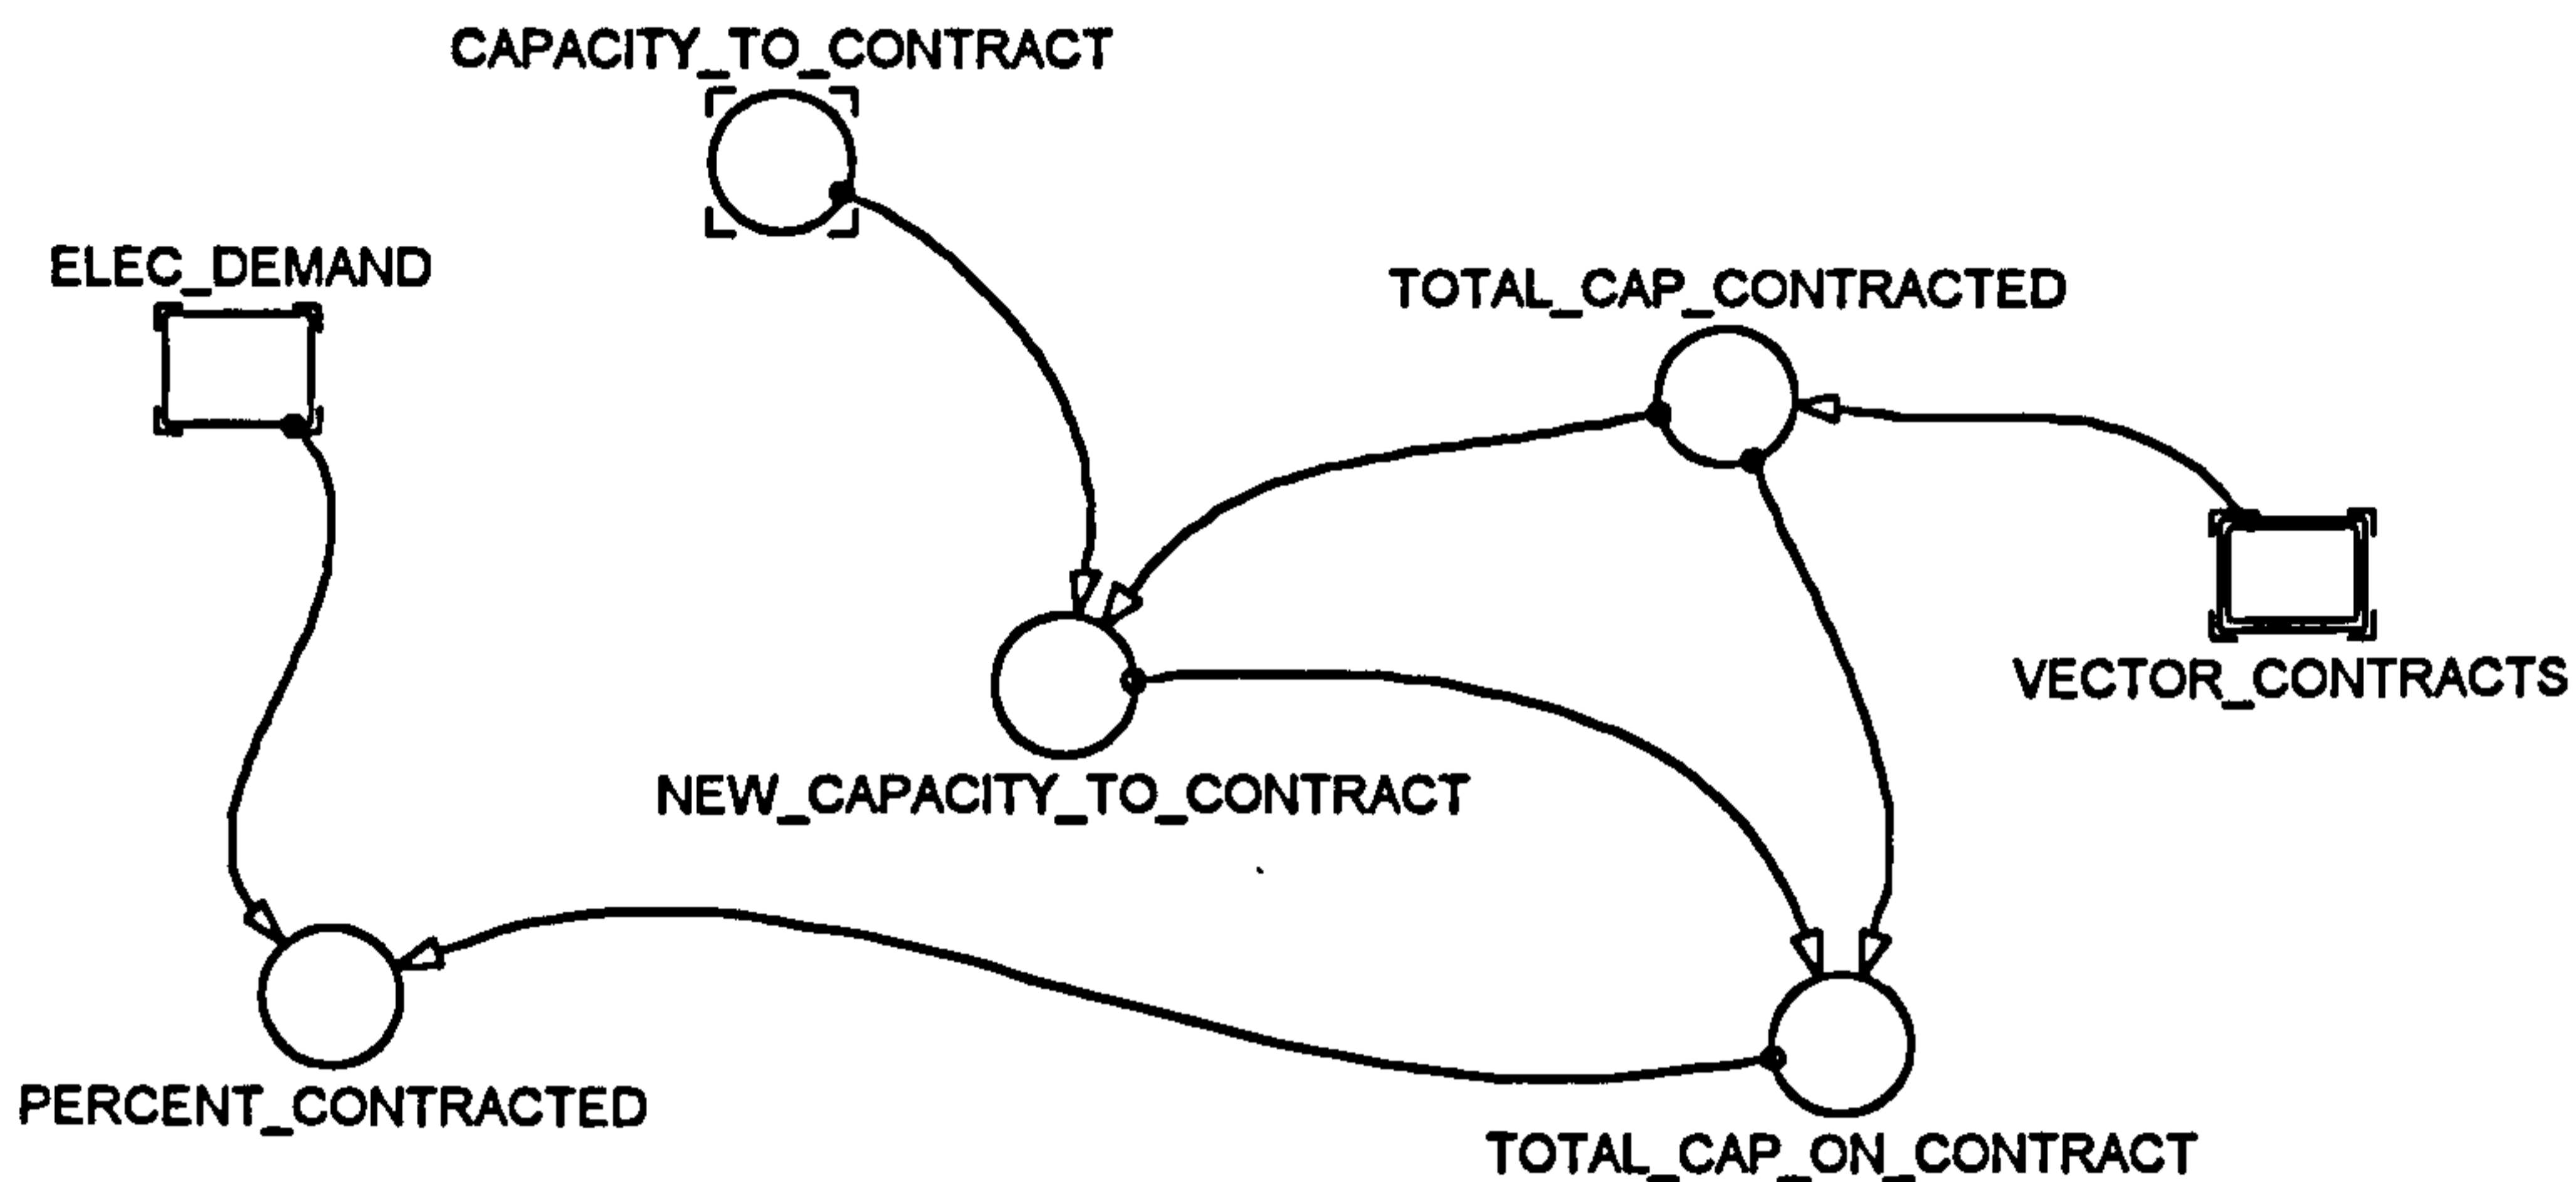 CAPACITY_TO_CONTRACT
ELEC_DEMAND
TOTAL_CAP_CONTRACTED
VECTOR_CONTRACTS
NEW_CAPACITY_TO_CONTRACT
PERCENT_CONTRACTED
TOTAL_CAP_ON_CONTRACT